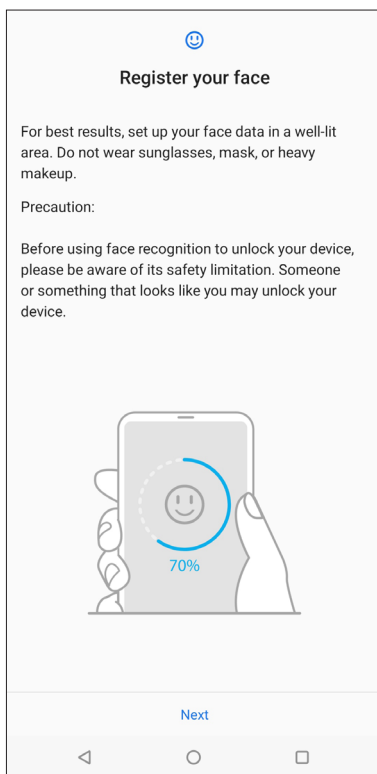 Register your face
For best results, set up your face data in a well-lit
area. Do not wear sunglasses, mask, or heavy
makeup.
Precaution:
Before using face recognition to unlock your device,
please be aware of its safety limitation. Someone
or something that looks like you may unlock your
device.
70%
Next